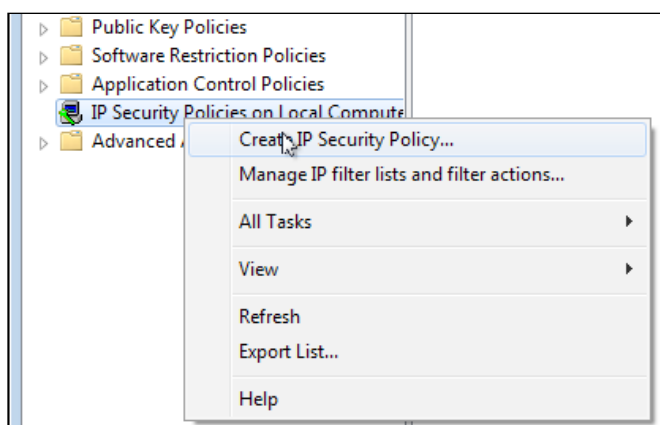 Public Key Policies
Software Restriction Policies
Application Control Policies
IP Security Policies on Local Compute
Advanced
Create IP Security Policy...
Manage IP filter lists and filter actions...
All Tasks
View
Refresh
Export List...
Help